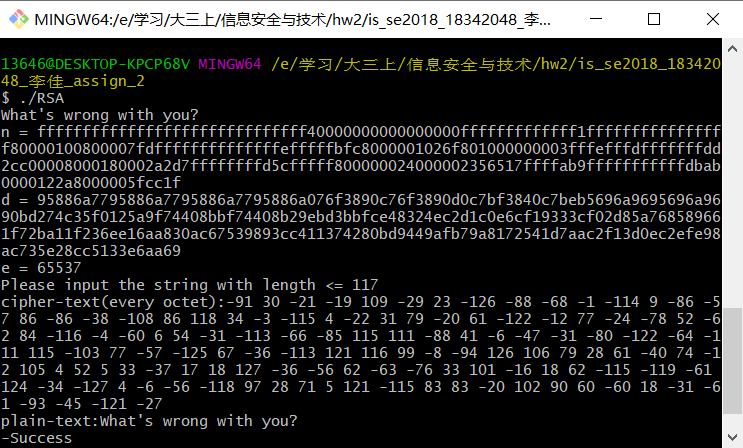 MINGW64:/e/学习/大三上/信息安全与技术/hw2/is_se2018_18342048_李...
13646@DESKTOP-KPCP68V MINGW64 /e/学习/大三上/信息安全与技术/hw2/is_se2018_183420
48_李佳_assign_2
$ ./RSA
What's wrong with you?
n = ffffffffffffffffffffffffffffff40000000000000000fffffffffffff1fffffffffffffff
f80000100800007fdffffffffffffffefffffbfc8000001026f801000000003fffefffdfffffffdd
2cc00008000180002a2d7ffffffffd5cfffff80000002400000​2356517ffffab9fffffffffffffdbab
0000122a8000005fcc1f
d = 95886a7795886a7795886a7795886a076f3890c76f3890d0c7bf3840c7beb5696a9695696a96
90bd274c35f0125a9f74408bbf74408b29ebd3bbfce48324ec2d1c0e6cf19333cf02d85a76858966
1f72ba11f236ee16aa830ac67539893cc411374280bd9449afb79a8172541d7aac2f13d0ec2efe98
ac735e28cc5133e6aa69
e = 65537
Please input the string with length <= 117
cipher-text(every octet):-91 30 -21 -19 109 -29 23 -126 -88 -68 -1 -114 9 -86 -5
7 86 -86 -38 -108 86 118 34 -3 -115 4 -22 31 79 -20 61 -122 -12 77 -24 -78 52 -6
2 84 -116 -4 -60 6 54 -31 -113 -66 -85 115 111 -88 41 -6 -47 -31 -80 -122 -64 -1
11 115 -103 77 -57 -125 67 -36 -113 121 116 99 -8 -94 126 106 79 28 61 -40 74 -1
2 105 4 52 5 33 -37 17 18 127 -36 -56 62 -63 -76 33 101 -16 18 62 -115 -119 -61
124 -34 -127 4 -6 -56 -118 97 28 71 5 121 -115 83 83 -20 102 90 60 -60 18 -31 -6
1 -93 -45 -121 -27
plain-text:What's wrong with you?
-Success